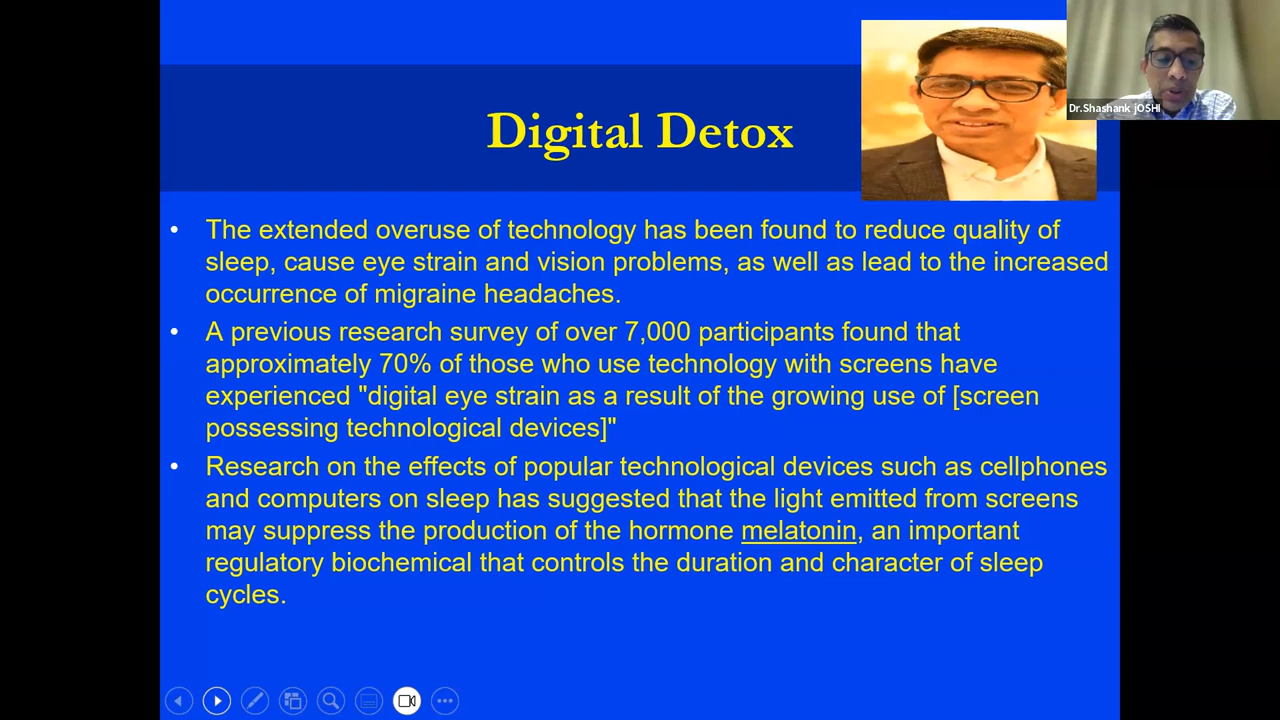 Dr.Shashank jOSHI
Digital Detox
• The extended overuse of technology has been found to reduce quality of
sleep, cause eye strain and vision problems, as well as lead to the increased
occurrence of migraine headaches.
• A previous research survey of over 7,000 participants found that
approximately 70% of those who use technology with screens have
experienced "digital eye strain as a result of the growing use of [screen
possessing technological devices]"
• Research on the effects of popular technological devices such as cellphones
and computers on sleep has suggested that the light emitted from screens
may suppress the production of the hormone melatonin, an important
regulatory biochemical that controls the duration and character of sleep
cycles.